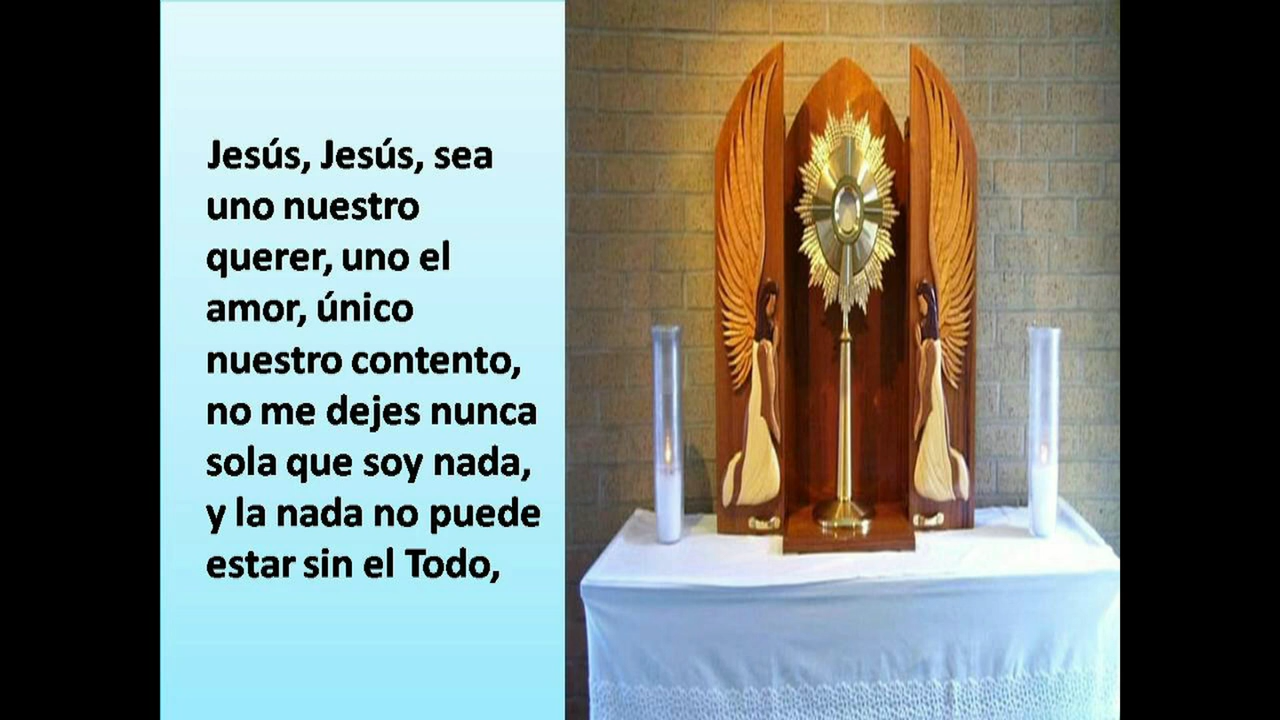 Jesús, Jesús, sea
uno nuestro
querer, uno el
amor, único
nuestro contento,
no me dejes nunca
sola que soy nada,
y la nada no puede
estar sin el Todo,